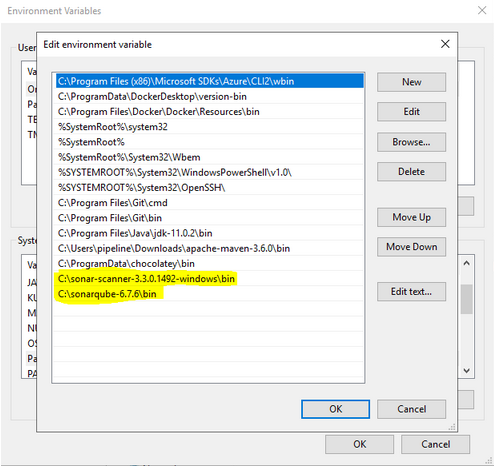 Environment Variables
Edit environment variable
User
Va
Pa
TE
C:\Program Files (x86)\Microsoft SDKs\Azure\CLI2\wbin
C:\ProgramData\DockerDesktop\version-bin
C:\Program Files\Docker\Docker\Resources\bin
%SystemRoot%\system32
%SystemRoot%
%SystemRoot%\System32\Wbem
%SYSTEMROOT%\System32\WindowsPowerShell\v1.0\
%SYSTEMROOT%\System32\OpenSSH\
C:\Program Files\Git\cmd
C:\Program Files\Git\bin
C:\Program Files\Java\jdk-11.0.2\bin
C:\Users\pipeline\Downloads\apache-maven-3.6.0\bin
C:\ProgramData\chocolatey\bin
C:\sonar-scanner-3.3.0.1492-windows\bin
C:\sonarqube-6.7.6\bin
New
Edit
Browse...
Delete
Move Up
Move Down
Edit text...
Syste
Va
JA
KU
M
NU
OS
Pa
PA
OK
Cancel
OK
Cancel